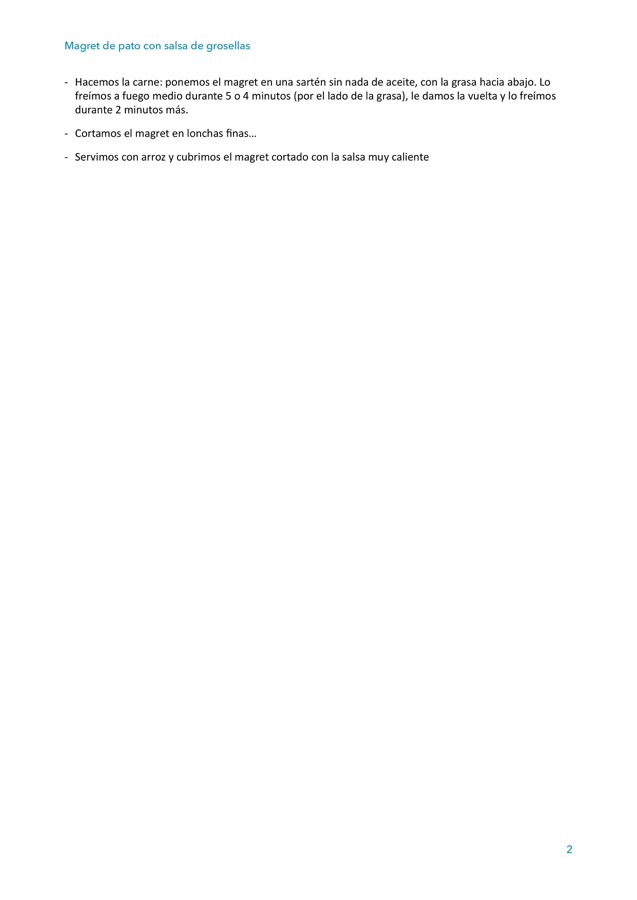 Magret de pato con salsa de grosellas
- Hacemos la carne: ponemos el magret en una sartén sin nada de aceite, con la grasa hacia abajo. Lo
freímos a fuego medio durante 5 o 4 minutos (por el lado de la grasa), le damos la vuelta y lo freímos
durante 2 minutos más.
- Cortamos el magret en lonchas finas…
- Servimos con arroz y cubrimos el magret cortado con la salsa muy caliente
2